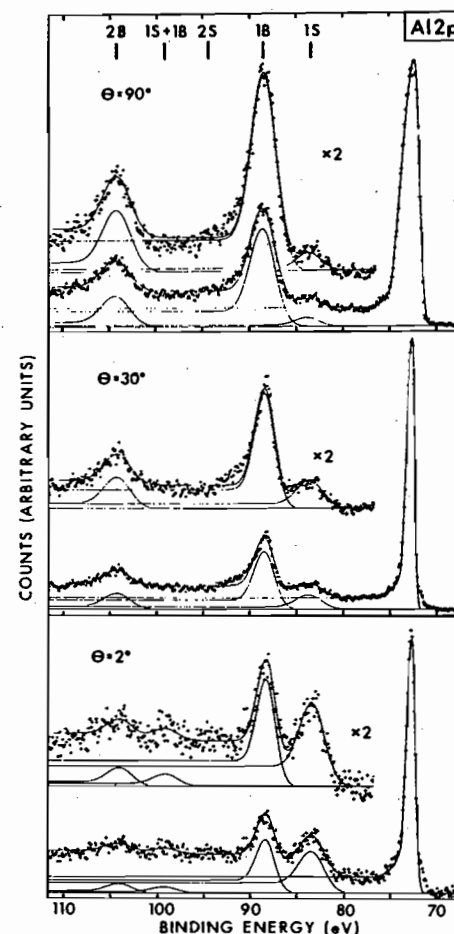 2B 1S+1B 2S 1B 1S
Al2p
Θ=90°
×2
Θ=30°
×2
Θ=2°
×2
COUNTS (ARBITRARY UNITS)
110 100 90 80 70
BINDING ENERGY (eV)